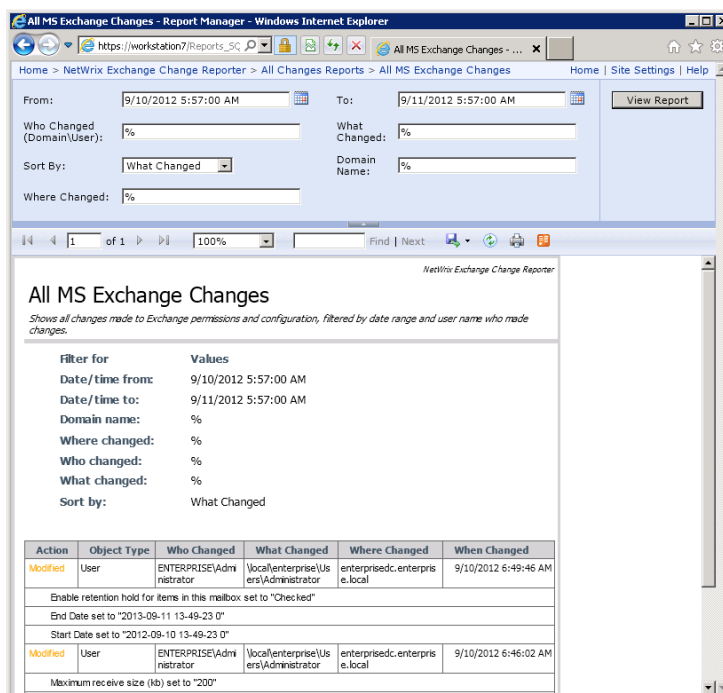 All MS Exchange Changes - Report Manager - Windows Internet Explorer
https://workstation7/Reports_SQ
All MS Exchange Changes - ...
Home > NetWrix Exchange Change Reporter > All Changes Reports > All MS Exchange Changes
Home | Site Settings | Help
From: 9/10/2012 5:57:00 AM To: 9/11/2012 5:57:00 AM View Report
Who Changed (Domain\User): % What Changed: %
Sort By: What Changed Domain Name: %
Where Changed: %
1 of 1 100% Find | Next
NetWrix Exchange Change Reporter
All MS Exchange Changes
Shows all changes made to Exchange permissions and configuration, filtered by date range and user name who made
changes.
Filter for Values
Date/time from: 9/10/2012 5:57:00 AM
Date/time to: 9/11/2012 5:57:00 AM
Domain name: %
Where changed: %
Who changed: %
What changed: %
Sort by: What Changed
Action Object Type Who Changed What Changed Where Changed When Changed
Modified User ENTERPRISE\Admi \local\enterprise\Us enterprisedc.enterpris 9/10/2012 6:49:46 AM
nistrator ers\Administrator e.local
Enable retention hold for items in this mailbox set to "Checked"
End Date set to "2013-09-11 13-49-23 0"
Start Date set to "2012-09-10 13-49-23 0"
Modified User ENTERPRISE\Admi \local\enterprise\Us enterprisedc.enterpris 9/10/2012 6:46:02 AM
nistrator ers\Administrator e.local
Maximum receive size (kb) set to "200"